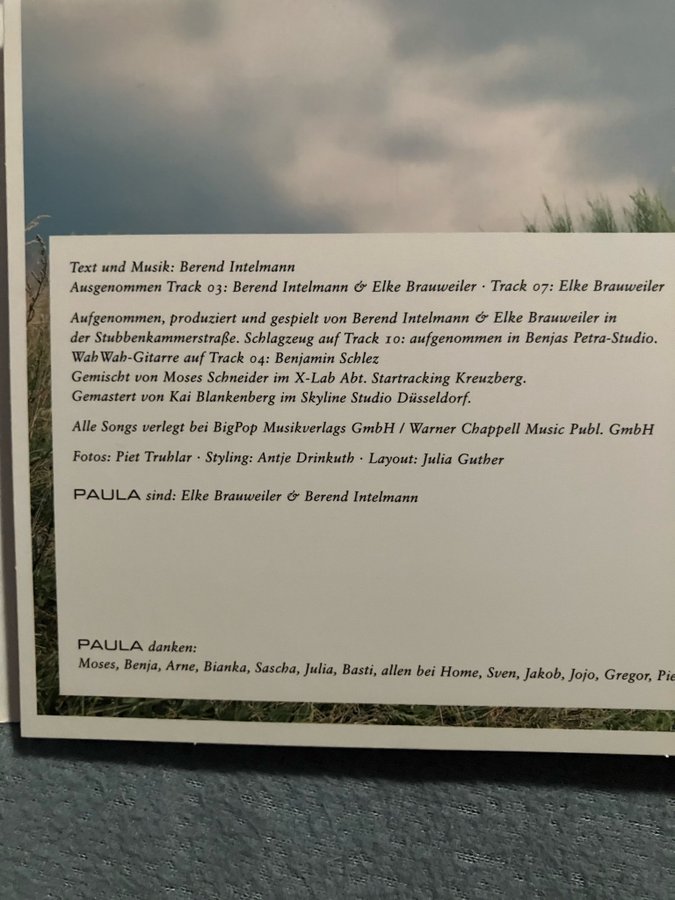 Text und Musik: Berend Intelmann
Ausgenommen Track 03: Berend Intelmann & Elke Brauweiler · Track 07: Elke Brauweiler
Aufgenommen, produziert und gespielt von Berend Intelmann & Elke Brauweiler in
der Stubbenkammerstraße. Schlagzeug auf Track 10: aufgenommen in Benjas Petra-Studio.
WahWah-Gitarre auf Track 04: Benjamin Schlez
Gemischt von Moses Schneider im X-Lab Abt. Startracking Kreuzberg.
Gemastert von Kai Blankenberg im Skyline Studio Düsseldorf.
Alle Songs verlegt bei BigPop Musikverlags GmbH / Warner Chappell Music Publ. GmbH
Fotos: Piet Truhlar · Styling: Antje Drinkuth · Layout: Julia Guther
PAULA sind: Elke Brauweiler & Berend Intelmann
PAULA danken:
Moses, Benja, Arne, Bianka, Sascha, Julia, Basti, allen bei Home, Sven, Jakob, Jojo, Gregor,